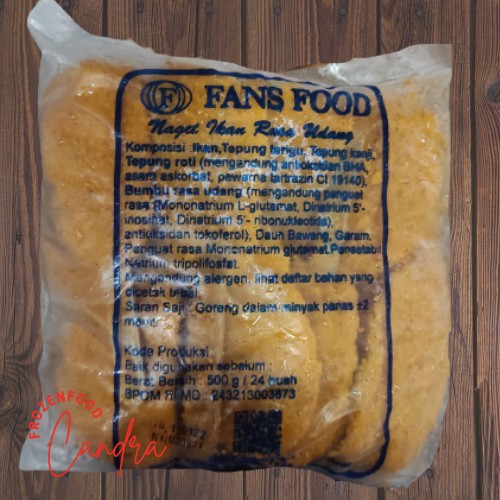 F FANS FOOD
Naget Ikan Rasa Udang
Komposisi :Ikan,Tepung terigu, Tepung kanji,
Tepung roti (mengandung antioksidan BHA,
asam askorbat, pewarna tartrazin CI 19140),
Bumbu rasa udang (mengandung penguat
rasa (Mononatrium L-glutamat, Dinatrium 5'-
inosinat, Dinatrium 5'- ribonukleotida),
antioksidan tokoferol), Daun Bawang, Garam.
Penguat rasa Mononatrium glutamat.Penstabil
Natrium tripolifosfat.
Mengandung alergen, lihat daftar bahan yang
dicetak tebal
Saran Saji : Goreng dalam minyak panas ±2
menit
Kode Produksi
Baik digunakan sebelum :
Berat Bersih : 500 g / 24 buah
BPOM RI MD : 243213003873
FROZENFOOD
Candra